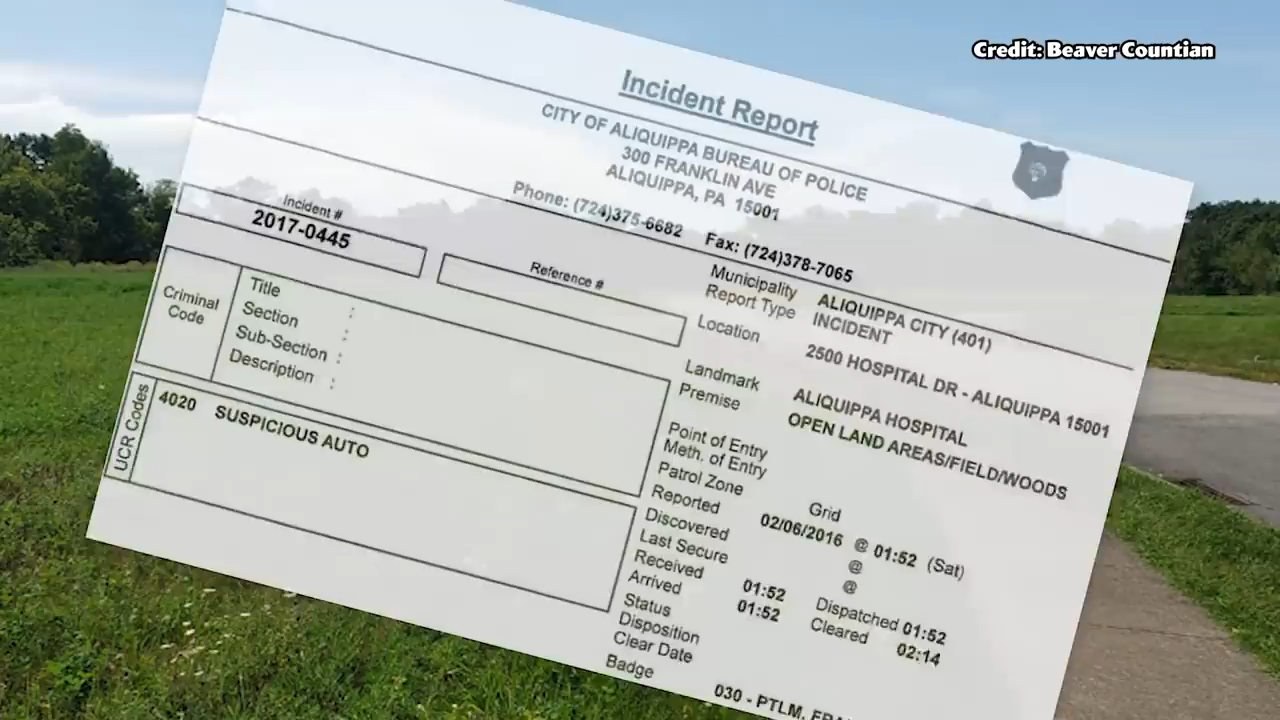 Credit: Beaver Countian
Incident Report
CITY OF ALIQUIPPA BUREAU OF POLICE
300 FRANKLIN AVE
ALIQUIPPA, PA 15001
Phone: (724)375-6682 Fax: (724)378-7065
Incident #
2017-0445
Reference #
Criminal Code
Title :
Section :
Sub-Section :
Description :
UCR Codes
4020 SUSPICIOUS AUTO
Municipality ALIQUIPPA CITY (401)
Report Type INCIDENT
Location 2500 HOSPITAL DR - ALIQUIPPA 15001
Landmark ALIQUIPPA HOSPITAL
Premise OPEN LAND AREAS/FIELD/WOODS
Point of Entry
Meth. of Entry
Patrol Zone Grid
Reported 02/06/2016 @ 01:52 (Sat)
Discovered @
Last Secure @
Received 01:52 Dispatched 01:52
Arrived 01:52 Cleared 02:14
Status
Disposition
Clear Date
Badge 030 - PTLM,